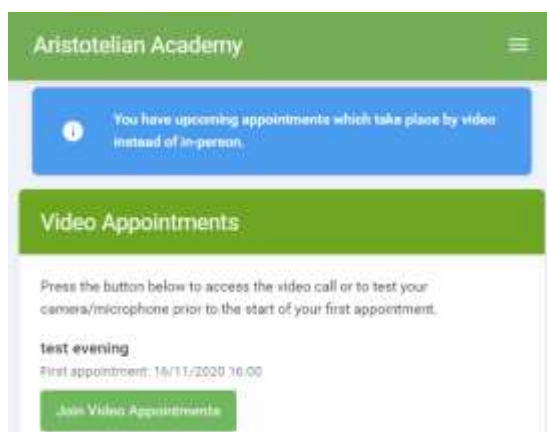 Aristotelian Academy
You have upcoming appointments which take place by video
instead of in-person.
Video Appointments
Press the button below to access the video call or to test your
camera/microphone prior to the start of your first appointment.
test evening
First appointment: 16/11/2020 16:00
Join Video Appointments